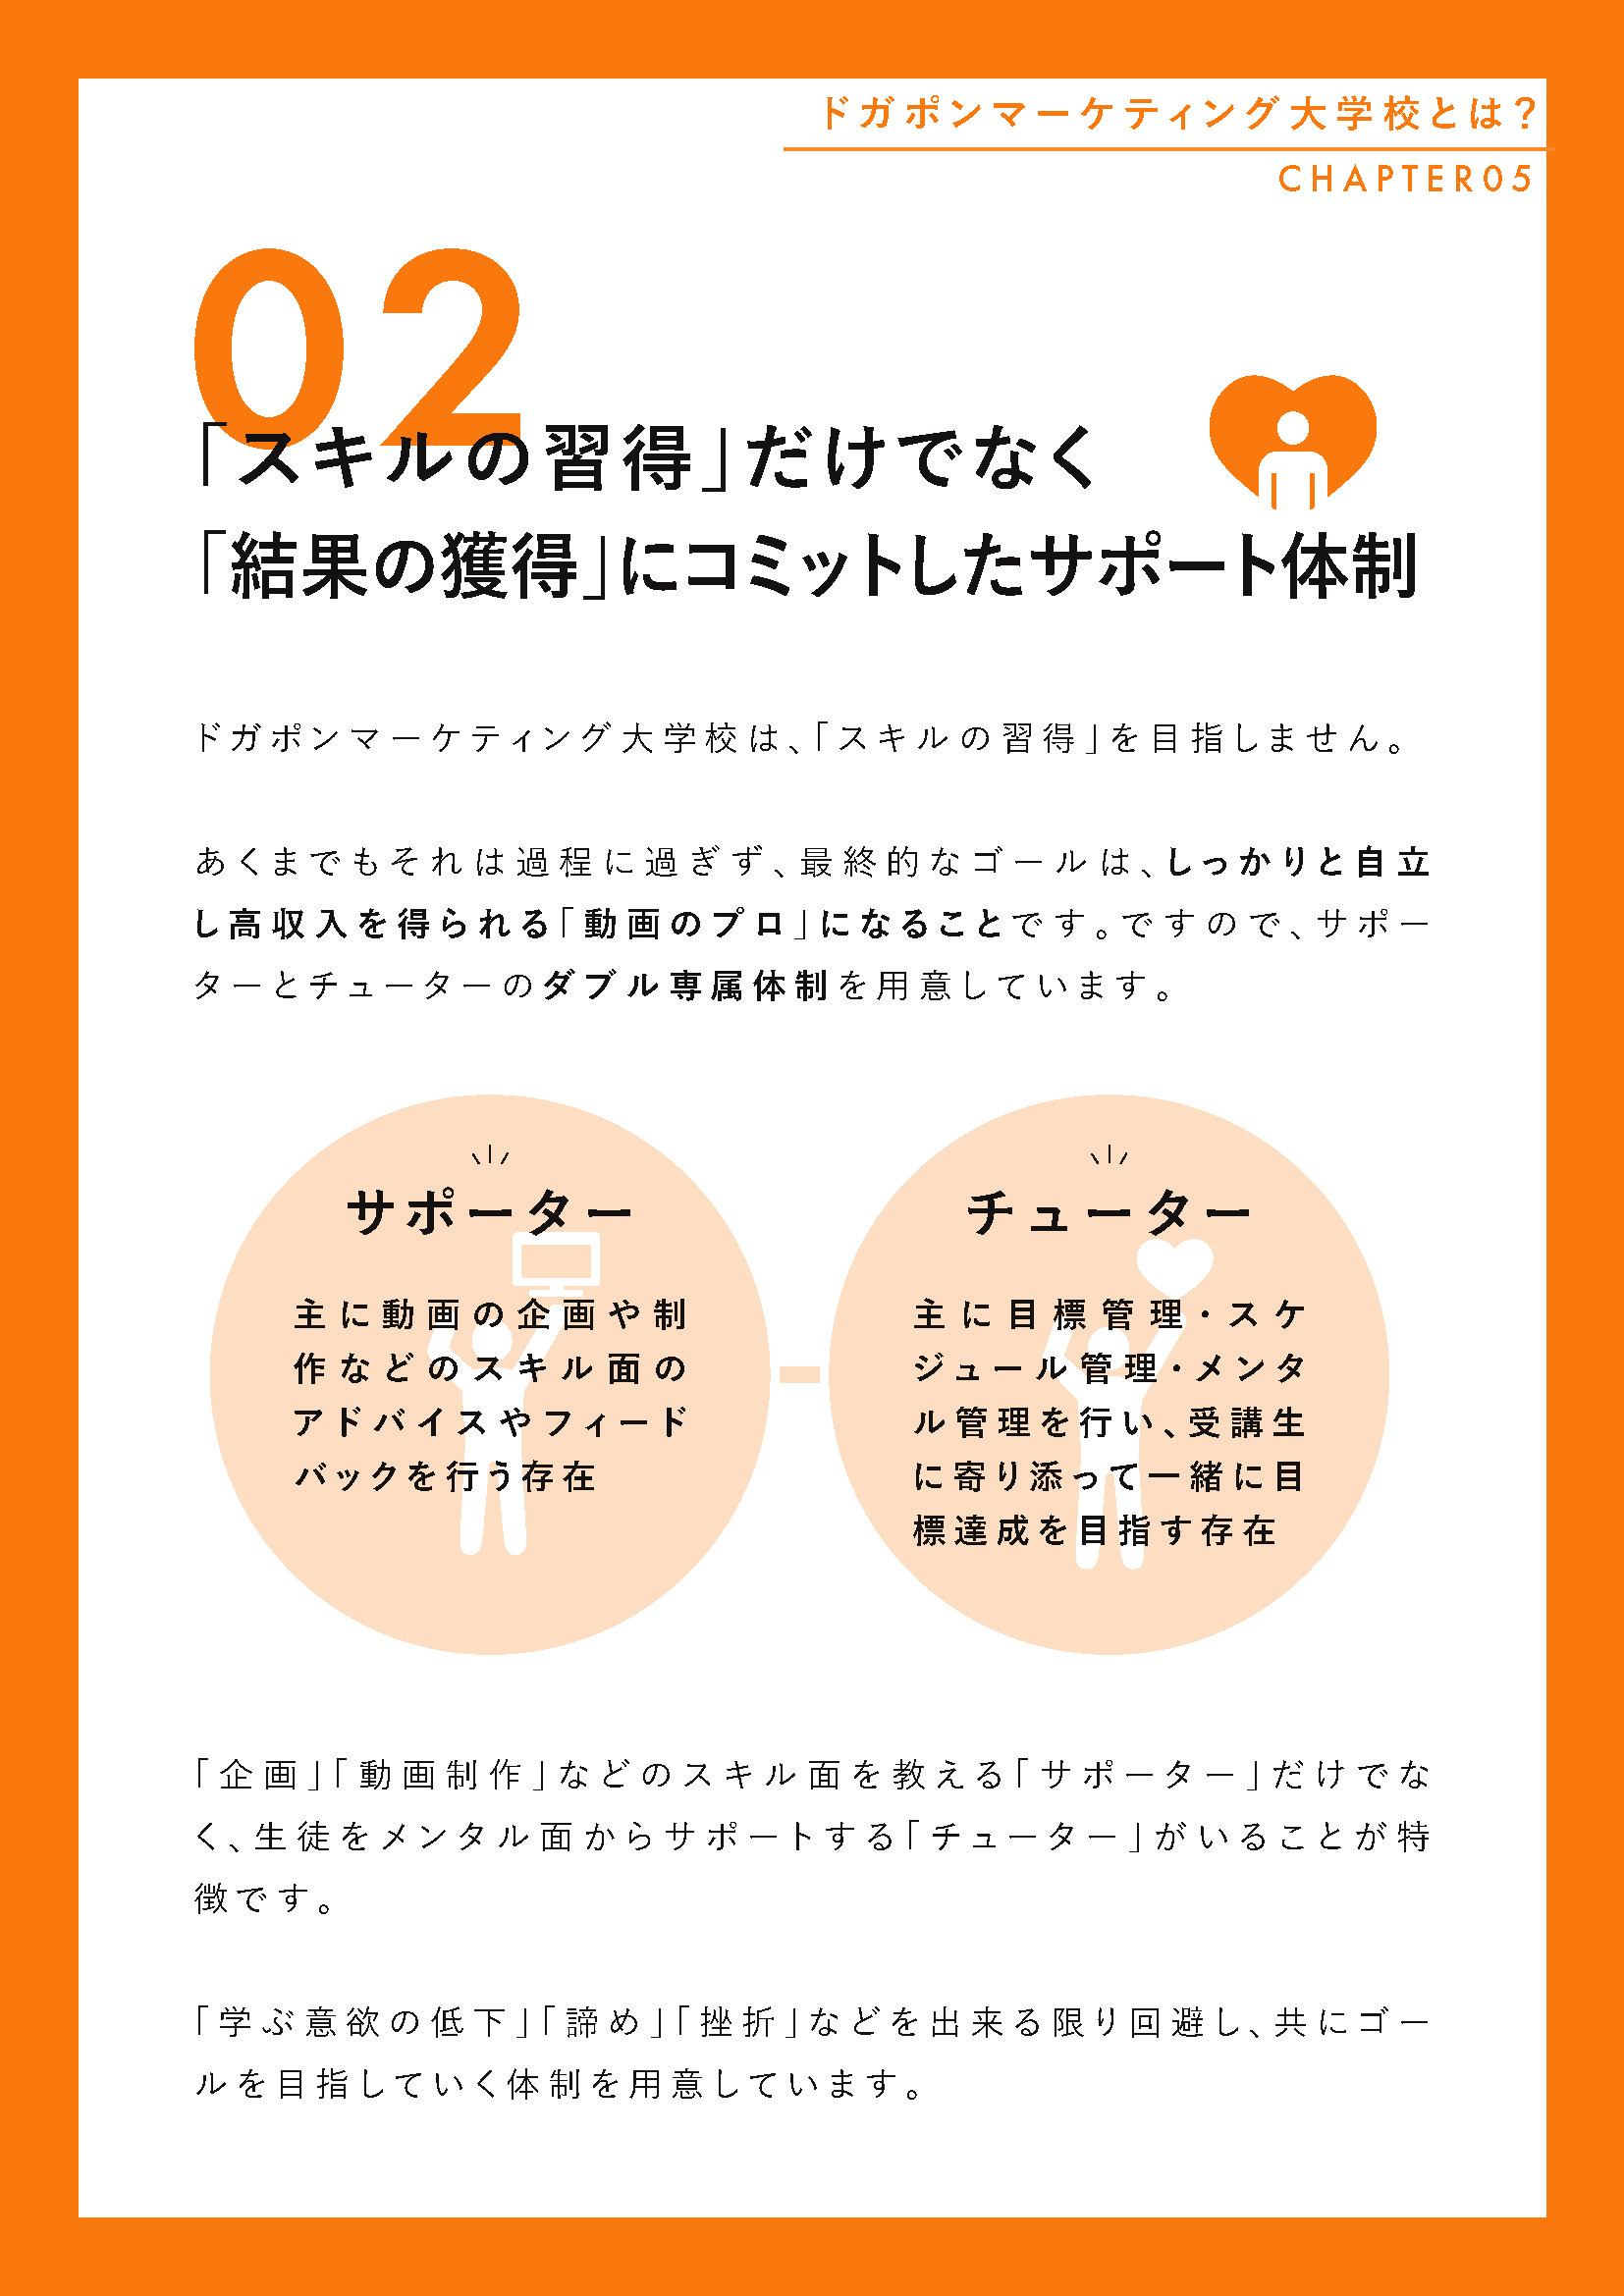 ドガポンマーケティング大学校とは？
CHAPTER05
02
「スキルの習得」だけでなく
「結果の獲得」にコミットしたサポート体制
ドガポンマーケティング大学校は、「スキルの習得」を目指しません。
あくまでもそれは過程に過ぎず、最終的なゴールは、しっかりと自立
し高収入を得られる「動画のプロ」になることです。ですので、サポー
ターとチューターのダブル専属体制を用意しています。
サポーター
主に動画の企画や制
作などのスキル面の
アドバイスやフィード
バックを行う存在
チューター
主に目標管理・スケ
ジュール管理・メンタ
ル管理を行い、受講生
に寄り添って一緒に目
標達成を目指す存在
「企画」「動画制作」などのスキル面を教える「サポーター」だけでな
く、生徒をメンタル面からサポートする「チューター」がいることが特
徴です。
「学ぶ意欲の低下」「諦め」「挫折」などを出来る限り回避し、共にゴー
ルを目指していく体制を用意しています。